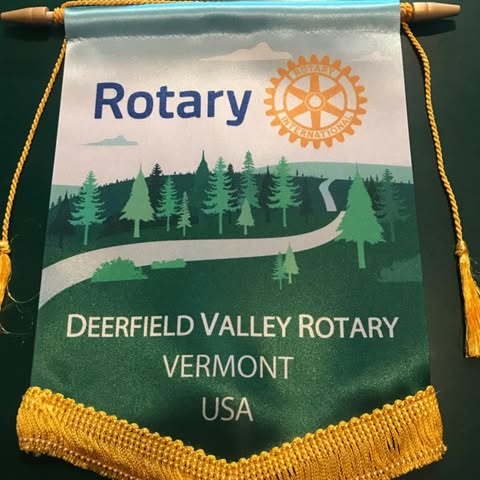 Rotary
ROTARY
INTERNATIONAL
DEERFIELD VALLEY ROTARY
VERMONT
USA